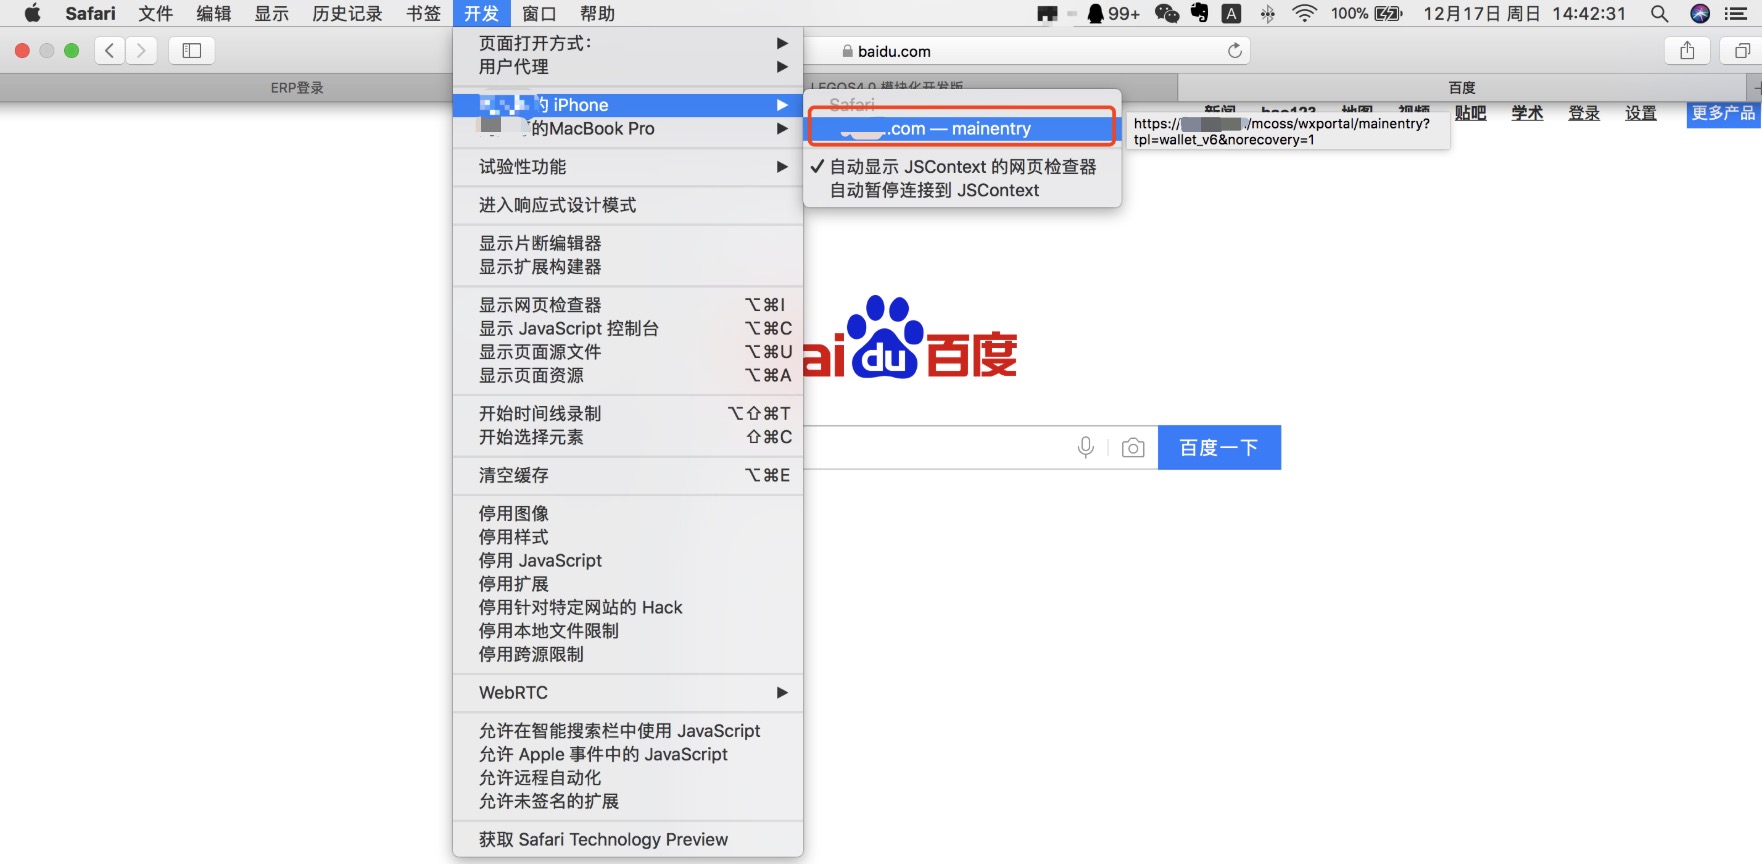 Safari 文件 编辑 显示 历史记录 书签 开发 窗口 帮助
99+ A 100% 12月17日 周日 14:42:31
baidu.com
ERP登录
LEGOS4.0 模块化开发版
百度
新闻 hao123 地图 视频 贴吧 学术 登录 设置 更多产品
页面打开方式：
用户代理
的 iPhone
的MacBook Pro
试验性功能
进入响应式设计模式
显示片断编辑器
显示扩展构建器
显示网页检查器 ⌥⌘I
显示 JavaScript 控制台 ⌥⌘C
显示页面源文件 ⌥⌘U
显示页面资源 ⌥⌘A
开始时间线录制 ⌥⇧⌘T
开始选择元素 ⇧⌘C
清空缓存 ⌥⌘E
停用图像
停用样式
停用 JavaScript
停用扩展
停用针对特定网站的 Hack
停用本地文件限制
停用跨源限制
WebRTC
允许在智能搜索栏中使用 JavaScript
允许 Apple 事件中的 JavaScript
允许远程自动化
允许未签名的扩展
获取 Safari Technology Preview
Safari
.com — mainentry
✓ 自动显示 JSContext 的网页检查器
自动暂停连接到 JSContext
https:// /mcoss/wxportal/mainentry?
tpl=wallet_v6&norecovery=1
ai du 百度
百度一下